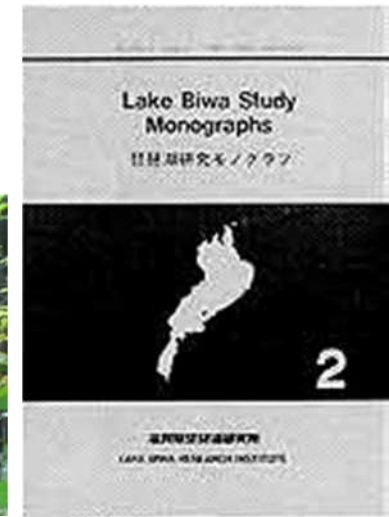 Lake Biwa Study
Monographs
琵琶湖研究モノグラフ
2
LAKE BIWA RESEARCH INSTITUTE